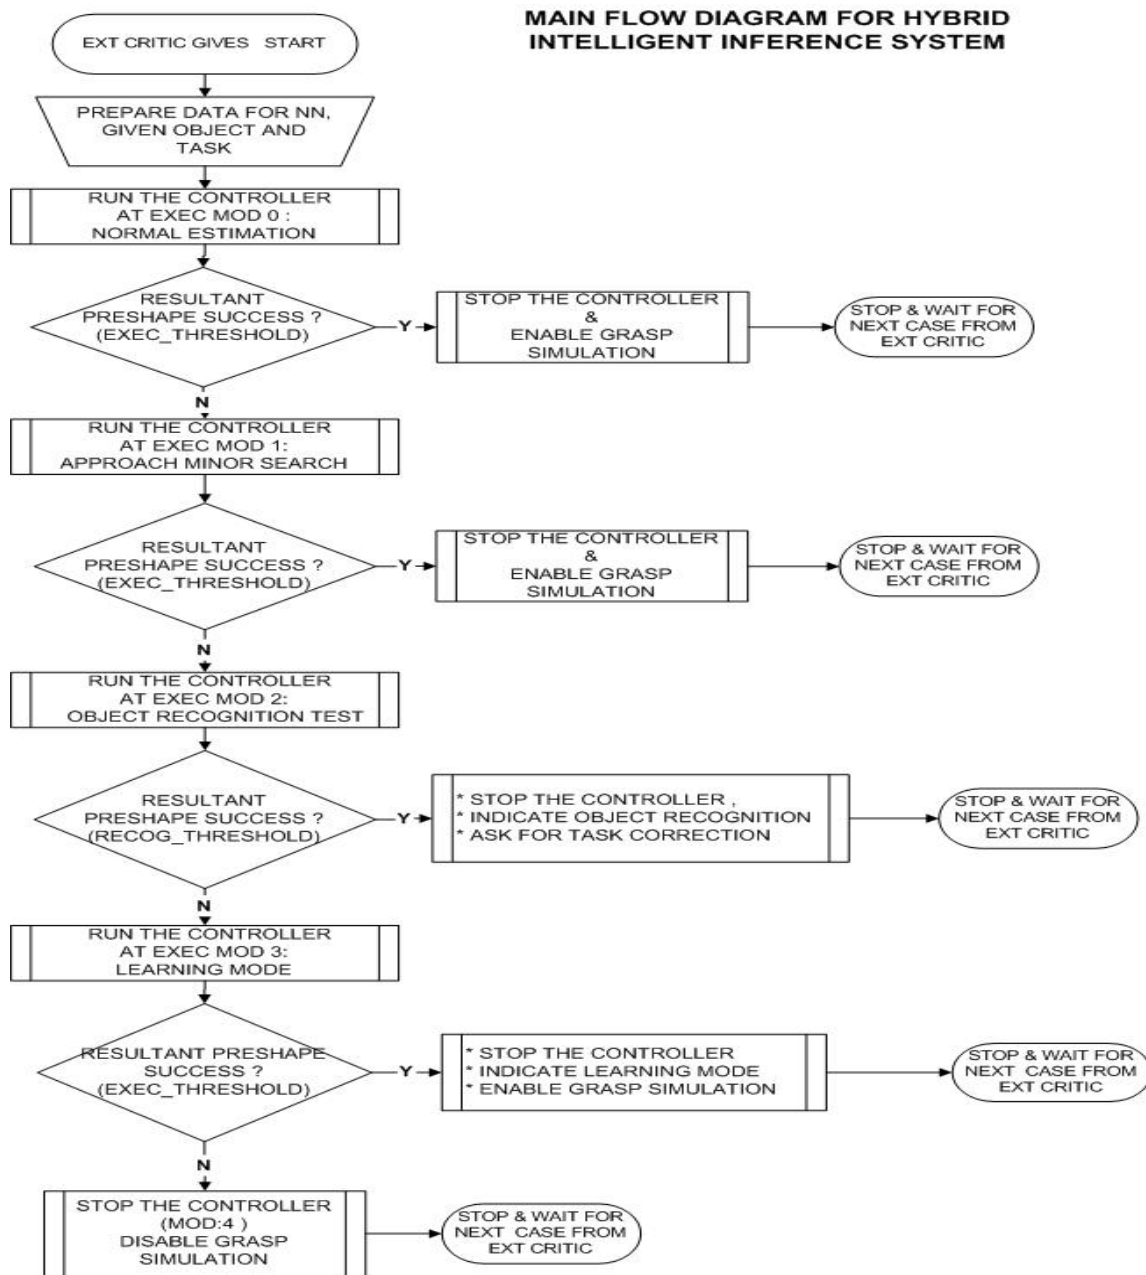 MAIN FLOW DIAGRAM FOR HYBRID
INTELLIGENT INFERENCE SYSTEM
EXT CRITIC GIVES START
PREPARE DATA FOR NN,
GIVEN OBJECT AND
TASK
RUN THE CONTROLLER
AT EXEC MOD 0 :
NORMAL ESTIMATION
RESULTANT
PRESHAPE SUCCESS ?
(EXEC_THRESHOLD)
Y
STOP THE CONTROLLER
&
ENABLE GRASP
SIMULATION
STOP & WAIT FOR
NEXT CASE FROM
EXT CRITIC
N
RUN THE CONTROLLER
AT EXEC MOD 1:
APPROACH MINOR SEARCH
RESULTANT
PRESHAPE SUCCESS ?
(EXEC_THRESHOLD)
Y
STOP THE CONTROLLER
&
ENABLE GRASP
SIMULATION
STOP & WAIT FOR
NEXT CASE FROM
EXT CRITIC
N
RUN THE CONTROLLER
AT EXEC MOD 2:
OBJECT RECOGNITION TEST
RESULTANT
PRESHAPE SUCCESS ?
(RECOG_THRESHOLD)
Y
* STOP THE CONTROLLER ,
* INDICATE OBJECT RECOGNITION
* ASK FOR TASK CORRECTION
STOP & WAIT FOR
NEXT CASE FROM
EXT CRITIC
N
RUN THE CONTROLLER
AT EXEC MOD 3:
LEARNING MODE
RESULTANT PRESHAPE
SUCCESS ?
(EXEC_THRESHOLD)
Y
* STOP THE CONTROLLER
* INDICATE LEARNING MODE
* ENABLE GRASP SIMULATION
STOP & WAIT FOR
NEXT CASE FROM
EXT CRITIC
N
STOP THE CONTROLLER
(MOD:4 )
DISABLE GRASP
SIMULATION
STOP & WAIT FOR
NEXT CASE FROM
EXT CRITIC